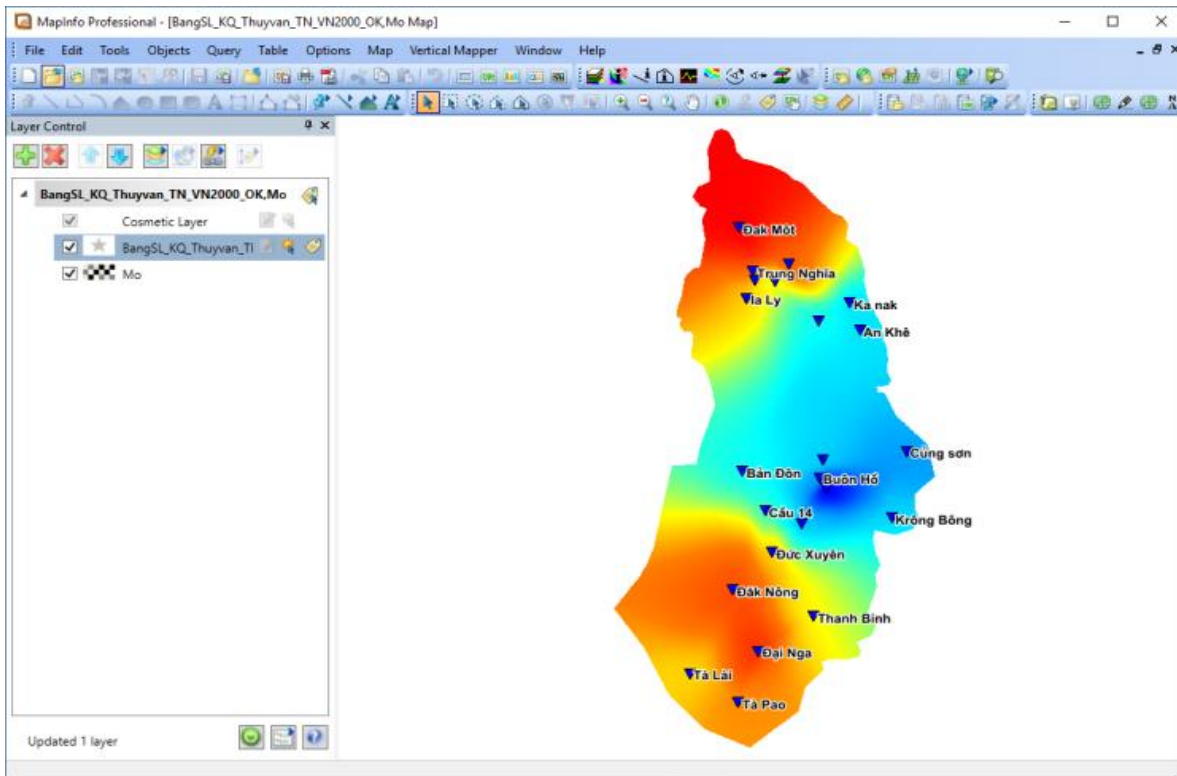 MapInfo Professional - [BangSL_KQ_Thuyvan_TN_VN2000_OK,Mo Map]
File Edit Tools Objects Query Table Options Map Vertical Mapper Window Help
Layer Control
BangSL_KQ_Thuyvan_TN_VN2000_OK,Mo
Cosmetic Layer
BangSL_KQ_Thuyvan_Tl
Mo
Updated 1 layer
Đak Môt
Trung Nghĩa
Ia Ly
Ka nak
An Khê
Củng sơn
Bản Đôn
Buôn Hồ
Cầu 14
Krông Bông
Đức Xuyên
Đăk Nông
Thanh Bình
Đại Nga
Tà Lài
Tà Pao